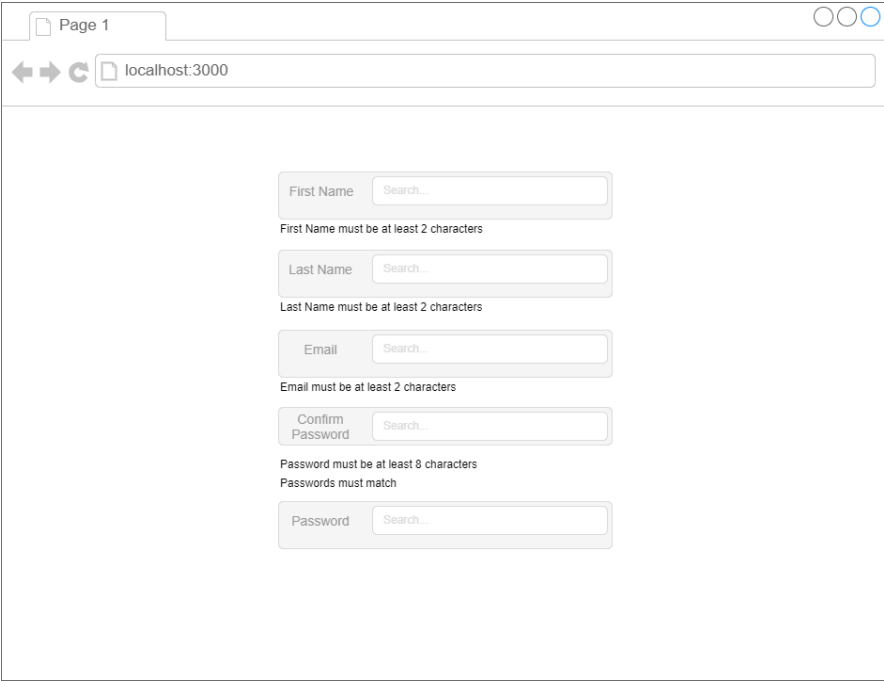 Page 1
localhost:3000
First Name Search...
First Name must be at least 2 characters
Last Name Search...
Last Name must be at least 2 characters
Email Search...
Email must be at least 2 characters
Confirm
Password Search...
Password must be at least 8 characters
Passwords must match
Password Search...